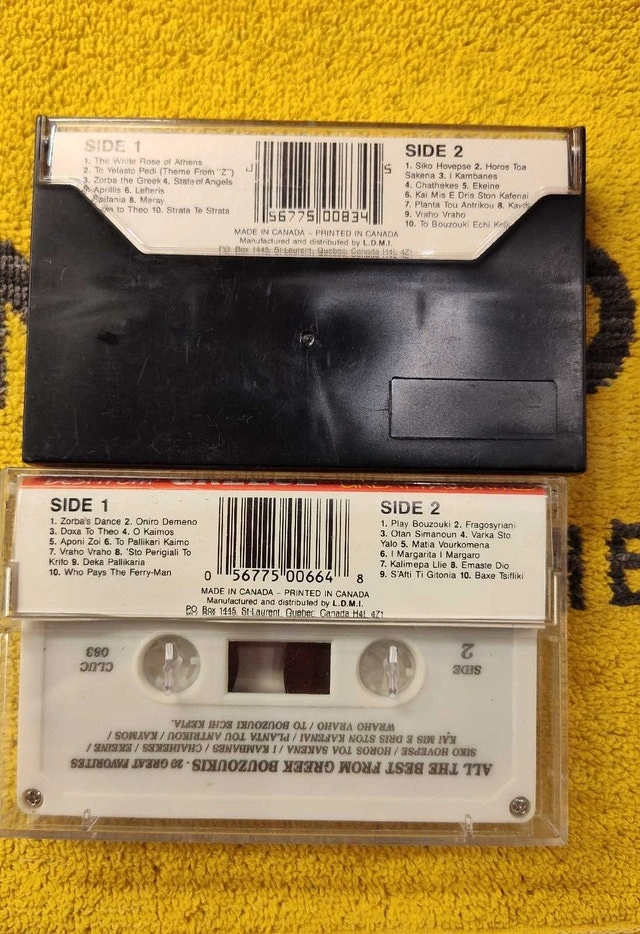 SIDE 1
1. The White Rose of Athens
2. To Yelasto Pedi (Theme From "Z")
3. Zorba the Greek 4. State of Angels
Aprillis 6. Lefteris
8. Meray
to Theo 10. Strata Te Strata
56775 00834
5
SIDE 2
1. Siko Hovepse 2. Horos Toa
Sakena 3. I Kambanes
4. Chathekes 5. Ekeine
6. Kai Mis E Dris Ston Kafenai
7. Planta Tou Antrikou 8.
9. Vraho Vraho
10. To Bouzouki Echi
MADE IN CANADA - PRINTED IN CANADA
Manufactured and distributed by L.D.M.I.
P.O. Box 1445, St-Laurent, Quebec, Canada H4L 4Z1
SIDE 1
1. Zorba's Dance 2. Oniro Demeno
3. Doxa To Theo 4. O Kaimos
5. Aponi Zoi 6. To Pallikari Kaimo
7. Vraho Vraho 8. 'Sto Perigiali To
Krifo 9. Deka Pallikaria
10. Who Pays The Ferry-Man
0 56775 00664 8
SIDE 2
1. Play Bouzouki 2. Fragosyriani
3. Otan Simanoun 4. Varka Sto
Yalo 5. Matia Vourkomena
6. I Margarita I Margaro
7. Kalimepa Llie 8. Emaste Dio
9. S'Afti Ti Gitonia 10. Baxe Tsifliki
MADE IN CANADA - PRINTED IN CANADA
Manufactured and distributed by L.D.M.I.
P.O. Box 1445, St-Laurent, Quebec, Canada H4L 4Z1
ALL THE BEST FROM GREEK BOUZOUKIS - 20 GREAT FAVORITES
SIKO HOVEPSE / HOROS TOA SAKENA / I KAMBANES / CHAIHEKES / EKEINE /
KAI MIS E DRIS STON KAFENAI / PLANTA TOU ANTRIKOU / KAYMOS /
WRAHO VRAHO / TO BOUZOUKI ECHI KEFIA.
SIDE
2
CLUC
083